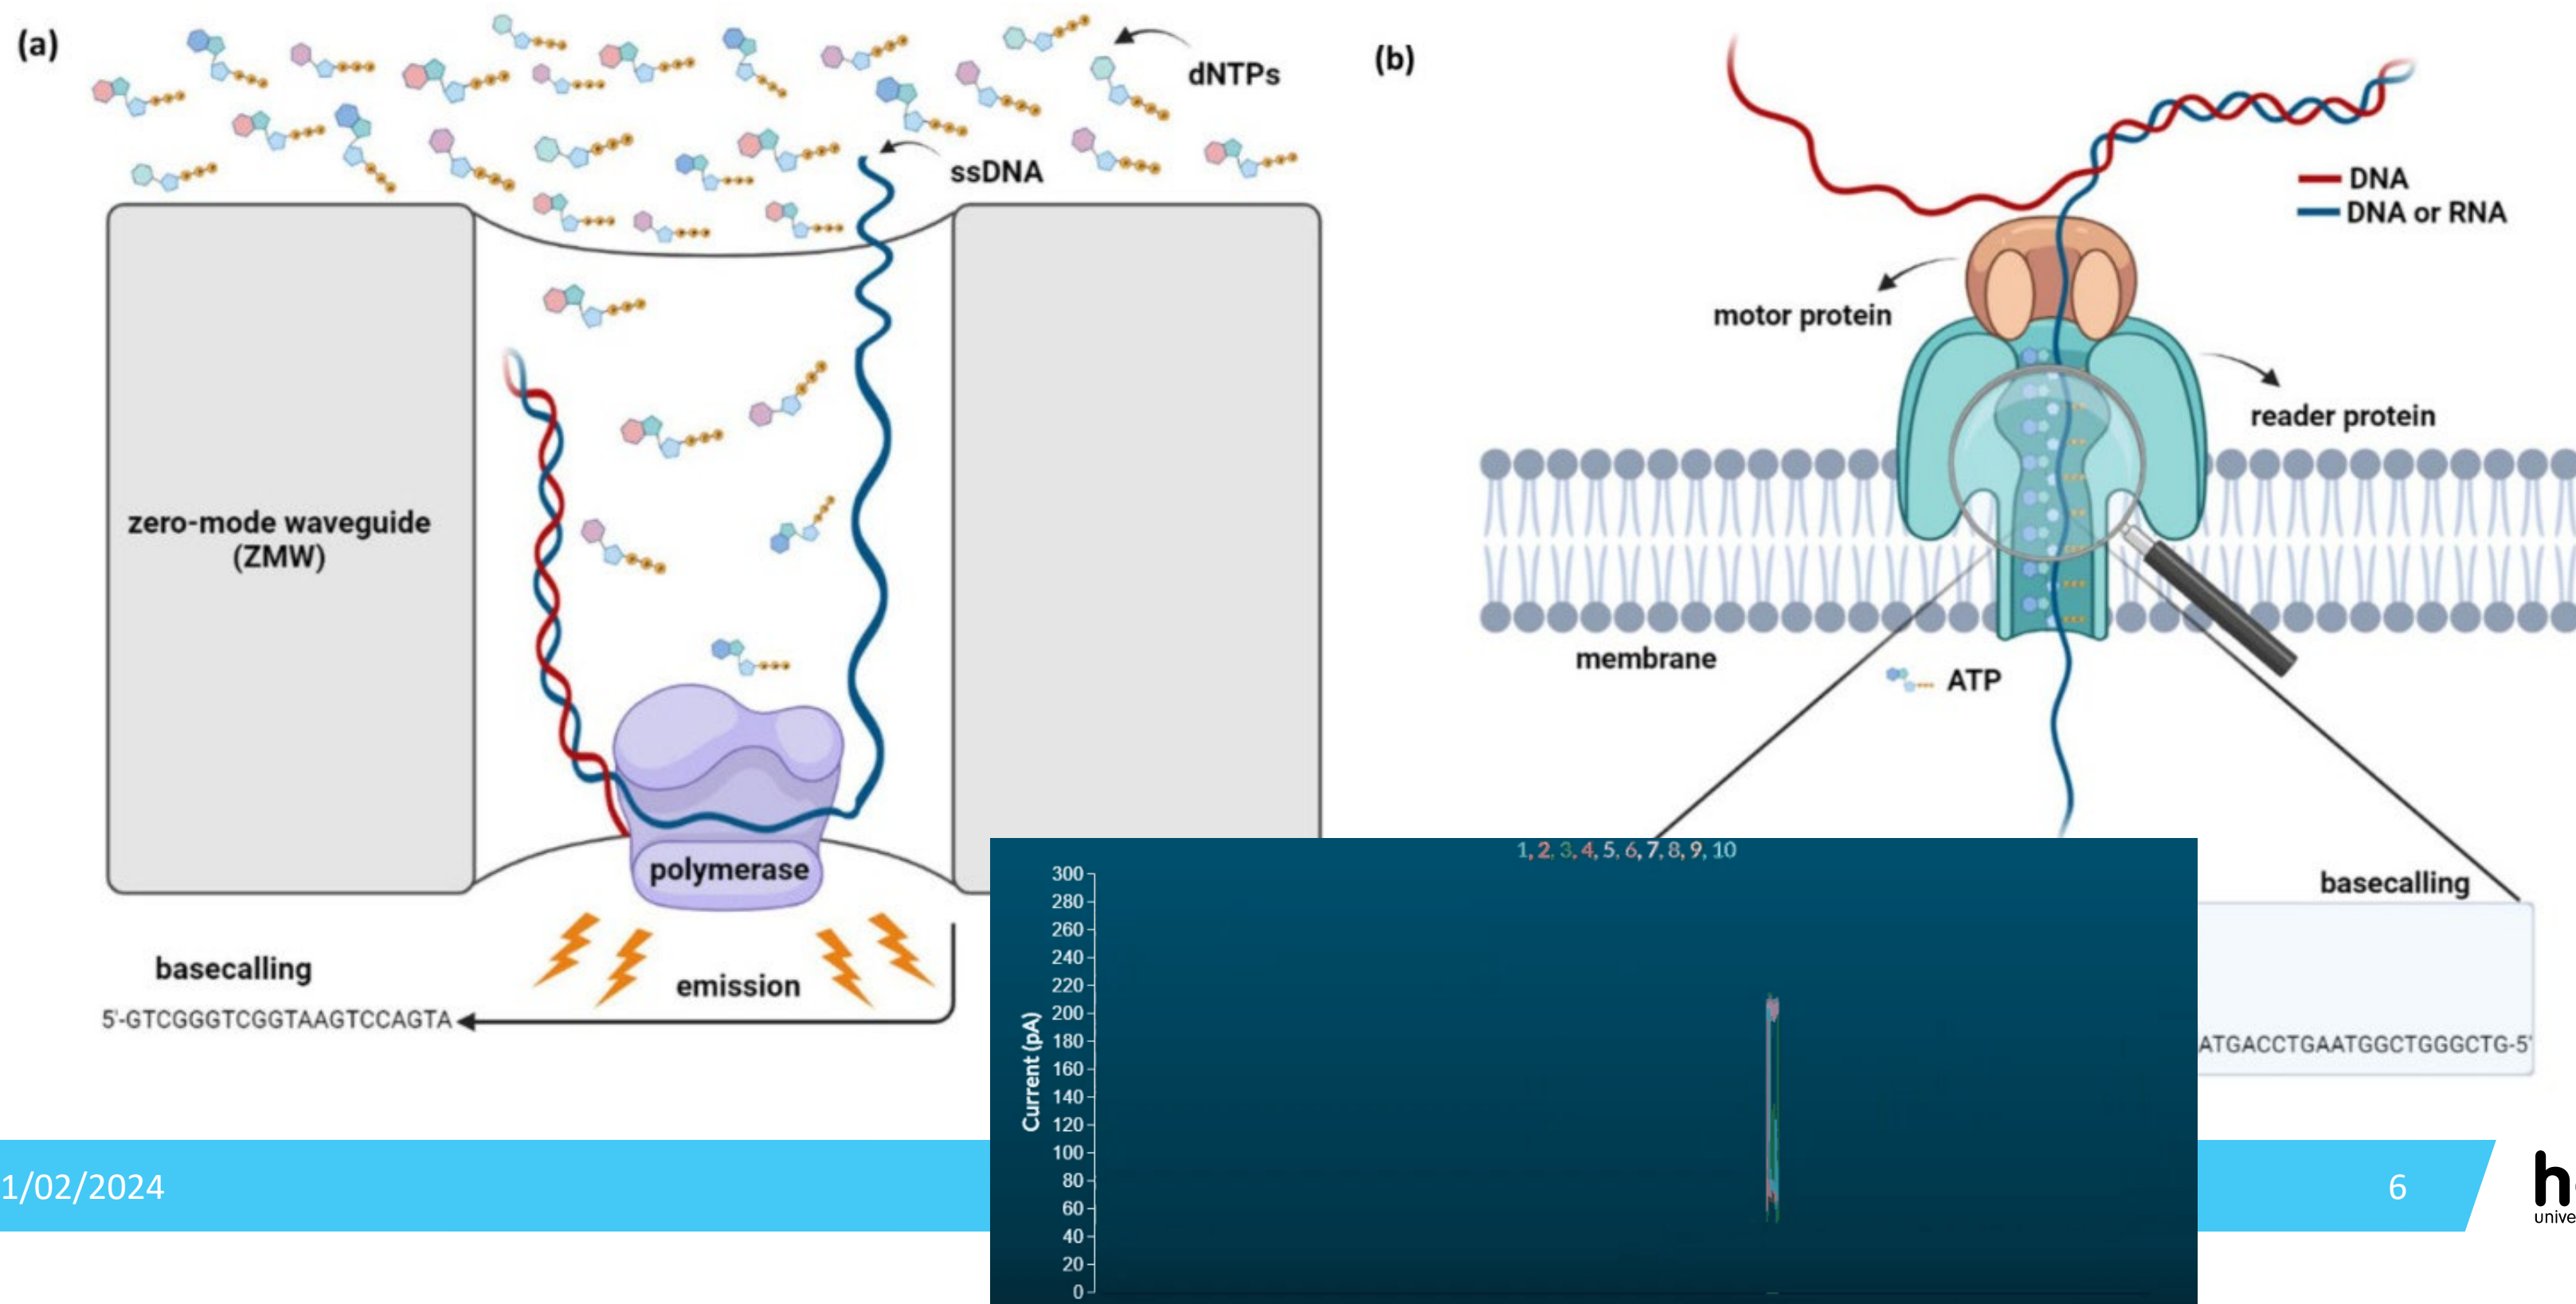 (a)
dNTPs
ssDNA
zero-mode waveguide
(ZMW)
polymerase
emission
basecalling
5'-GTCGGGTCGGTAAGTCCAGTA
(b)
DNA
DNA or RNA
motor protein
reader protein
membrane
ATP
basecalling
ATGACCTGAATGGCTGGGCTG-5'
1, 2, 3, 4, 5, 6, 7, 8, 9, 10
Current (pA)
300
280
260
240
220
200
180
160
140
120
100
80
60
40
20
0
1/02/2024
6
h
unive